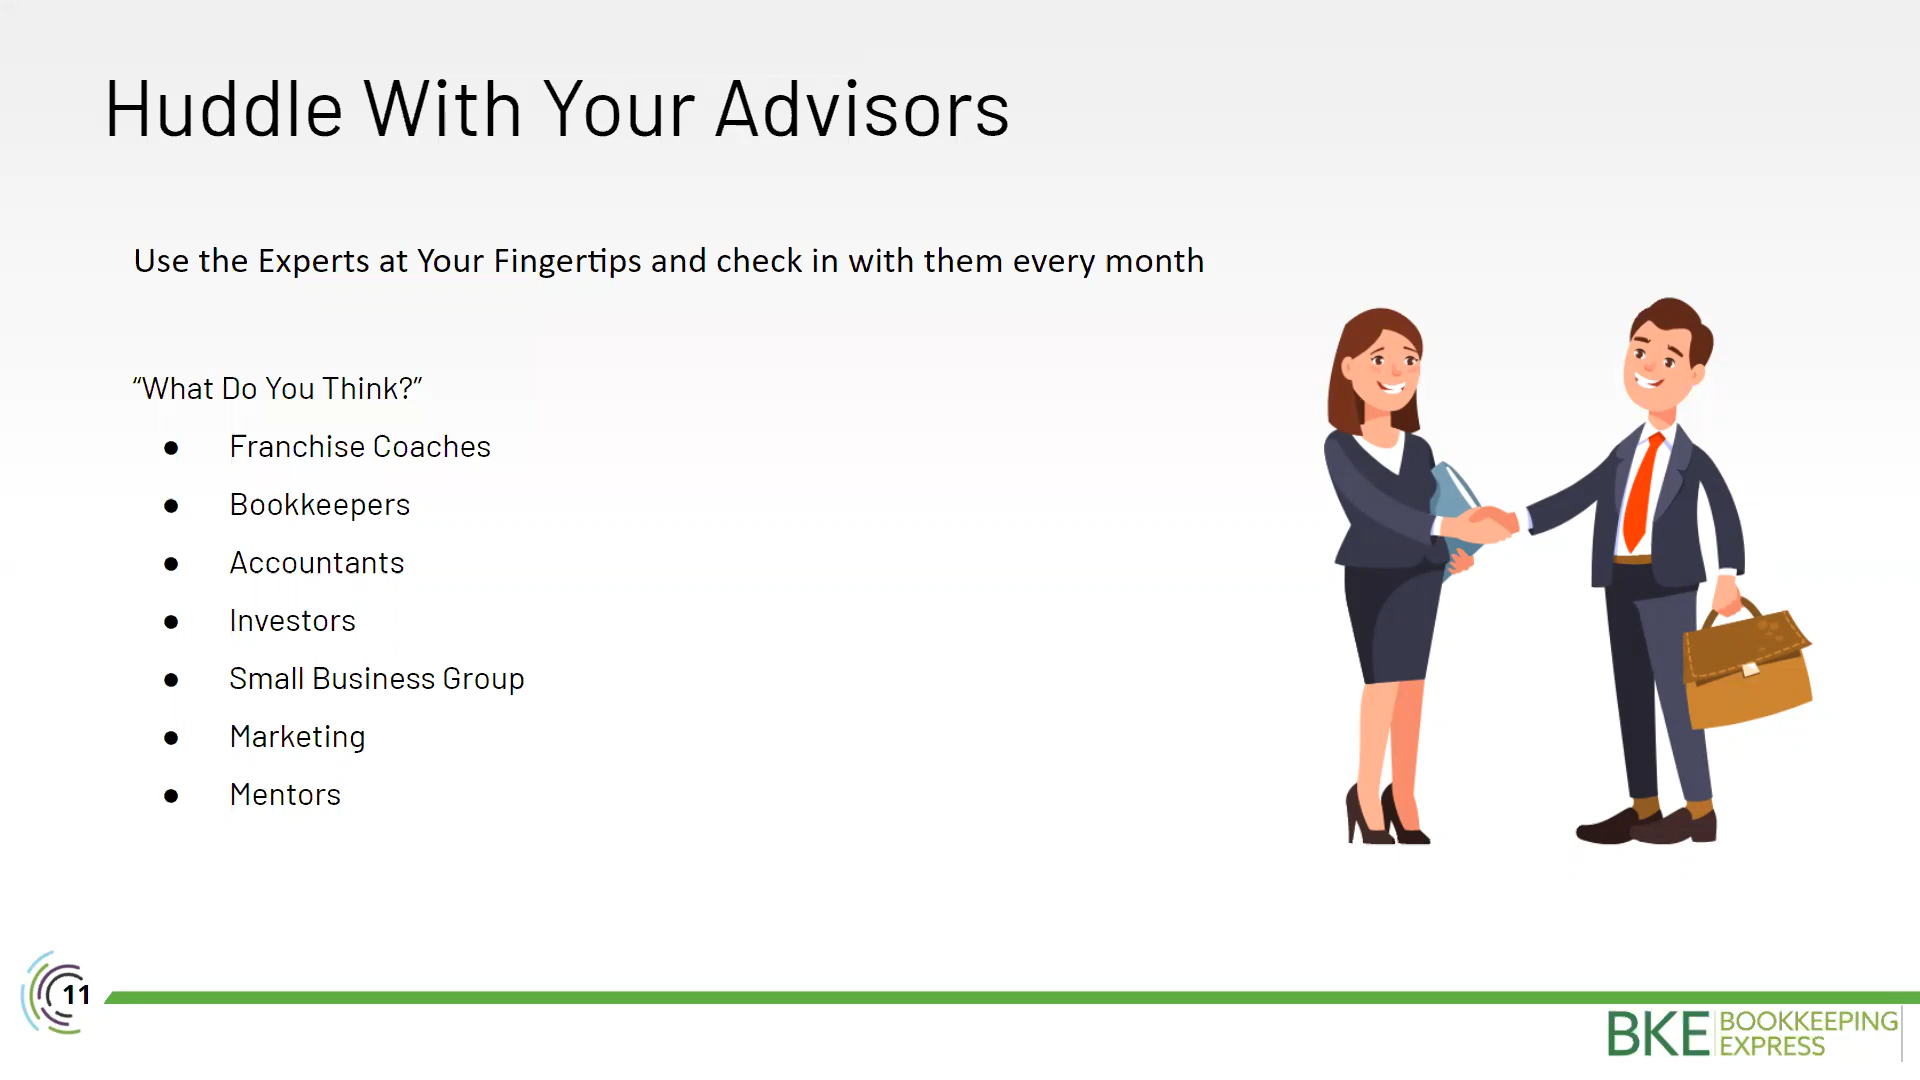 Huddle With Your Advisors
Use the Experts at Your Fingertips and check in with them every month
“What Do You Think?”
● Franchise Coaches
● Bookkeepers
● Accountants
● Investors
● Small Business Group
● Marketing
● Mentors
11
BKE BOOKKEEPING
EXPRESS